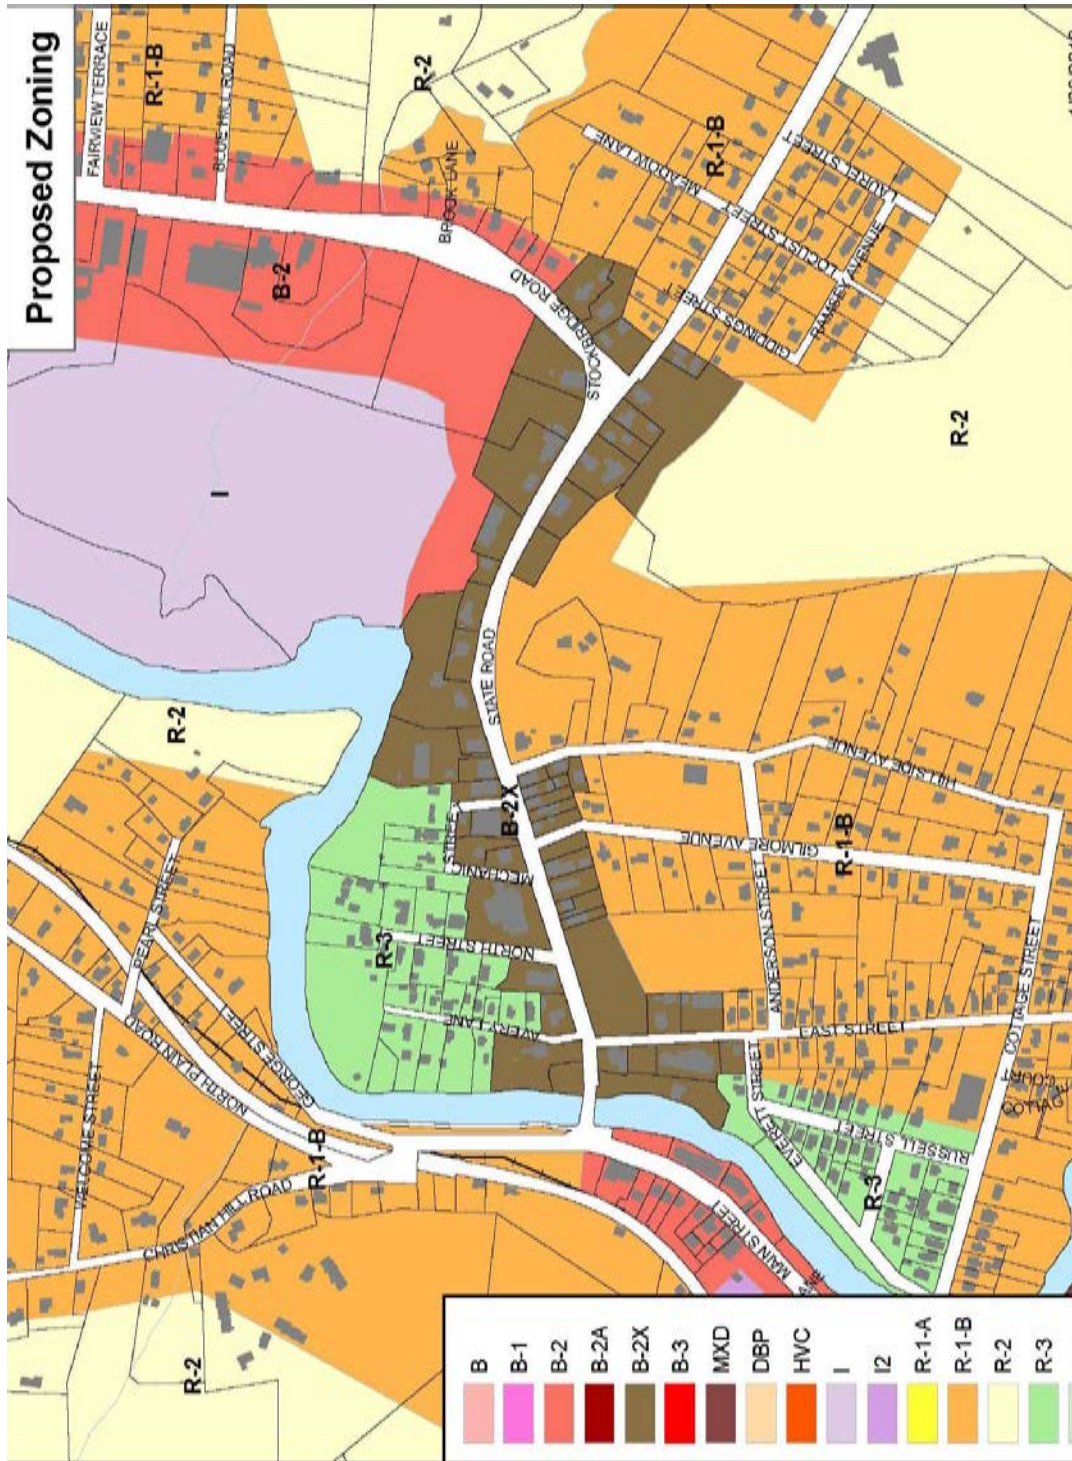 Proposed Zoning
FAIRVIEW TERRACE
R-1-B
BLUE HILL ROAD
R-2
BROOK LANE
B-2
STOCKBRIDGE ROAD
MEADOW LANE
R-1-B
LAUREL STREET
LOCUST STREET
RAMSEY AVENUE
GIDDINGS STREET
R-2
I
STATE ROAD
R-2
B-2X
MECHANIC STREET
HILLSIDE AVENUE
GILMORE AVENUE
R-1-B
ANDERSON STREET
NORTH STREET
R-3
AVERY LANE
EAST STREET
COTTAGE STREET
COURT
EVERETT STREET
RUSSELL STREET
R-3
PEARL STREET
GEORGE STREET
NORTH PLAIN ROAD
WELCOME STREET
R-1-B
CHRISTIAN HILL ROAD
MAIN STREET
R-2
B
B-1
B-2
B-2A
B-2X
B-3
MXD
DBP
HVC
I
I2
R-1-A
R-1-B
R-2
R-3